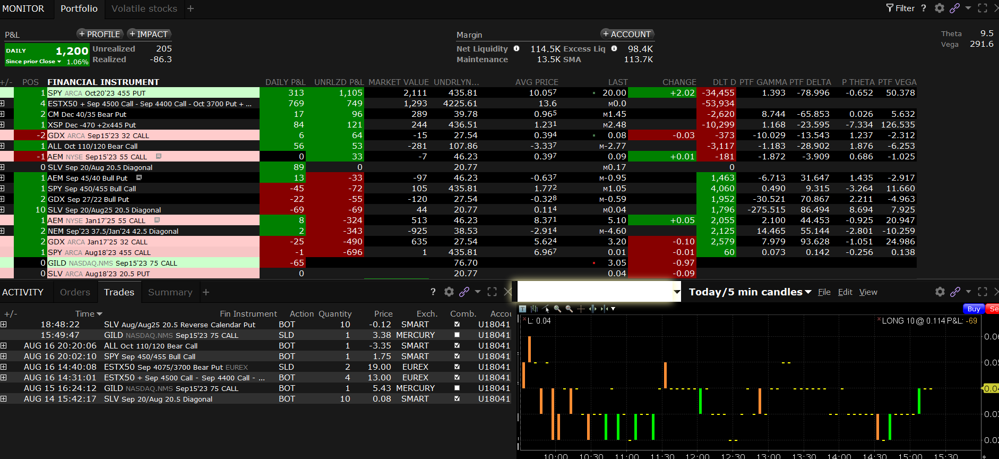 MONITOR Portfolio Volatile stocks + Filter ?
P&L + PROFILE + IMPACT Margin + ACCOUNT Theta 9.5
DAILY 1,200 Unrealized 205 Net Liquidity 114.5K Excess Liq 98.4K Vega 291.6
Since prior Close 1.06% Realized -86.3 Maintenance 13.5K SMA 113.7K
+/- POS FINANCIAL INSTRUMENT DAILY P&L UNRLZD P&L MARKET VALUE UNDRLYN... AVG PRICE LAST CHANGE DLT D PTF GAMMA PTF DELTA P THETA PTF VEGA
1 SPY ARCA Oct20'23 455 PUT 313 1,105 2,111 435.81 10.057 20.00 +2.02 -34,455 1.393 -78.996 -0.652 50.378
4 ESTX50 + Sep 4500 Call - Sep 4400 Call - Oct 3700 Put + ... 769 749 1,293 4225.61 13.6 M0.0 -53,934
2 CM Dec 40/35 Bear Put 17 96 289 39.78 0.965 M1.45 -2,620 8.744 -65.853 0.026 5.632
1 XSP Dec -470 +2x445 Put 84 121 244 436.51 1.231 M2.48 -10,299 1.168 -23.595 -7.334 126.535
-2 GDX ARCA Sep15'23 32 CALL 6 64 -15 27.54 0.394 0.08 -0.03 -373 -10.029 -13.543 1.237 -2.312
1 ALL Oct 110/120 Bear Call 56 53 -281 107.86 -3.337 M-2.77 -3,117 -1.183 -28.902 1.876 -6.253
-1 AEM NYSE Sep15'23 55 CALL 0 33 -7 46.23 0.397 0.09 +0.01 -181 -1.872 -3.909 0.686 -1.025
0 SLV Sep 20/Aug 20.5 Diagonal 89 0 20.77 M0.17 0
1 AEM Sep 45/40 Bull Put 13 -33 -97 46.23 -0.637 M-0.95 1,463 -6.713 31.647 1.435 -2.917
1 SPY Sep 450/455 Bull Call -45 -72 105 435.81 1.772 M1.05 4,060 0.490 9.315 -3.264 11.660
2 GDX Sep 27/22 Bull Put -22 -55 -120 27.54 -0.328 M-0.59 1,952 -30.521 70.867 2.211 -4.963
10 SLV Sep 20/Aug25 20.5 Diagonal -69 -69 44 20.77 0.114 M0.04 1,796 -275.515 86.494 8.694 7.925
1 AEM NYSE Jan17'25 55 CALL 8 -324 513 46.23 8.371 5.10 +0.05 2,055 2.100 44.453 -0.925 20.947
2 NEM Sep'23 37.5/Jan'24 42.5 Diagonal 2 -343 -925 38.53 -2.914 M-4.60 2,125 14.465 55.144 -2.801 -10.259
2 GDX ARCA Jan17'25 32 CALL -25 -490 635 27.54 5.624 3.20 -0.10 2,579 7.979 93.628 -1.051 24.986
1 SPY ARCA Aug18'23 455 CALL -1 -696 1 435.81 6.967 0.01 -0.01 60 0.073 0.142 -0.256 0.138
0 GILD NASDAQ.NMS Sep15'23 75 CALL -65 76.70 3.05 -0.97
0 SLV ARCA Aug18'23 20.5 PUT 0 20.77 0.04 -0.09
ACTIVITY Orders Trades Summary + ?
+/- Time Fin Instrument Action Quantity Price Exch. Comb. Accou
18:48:22 SLV Aug/Aug25 20.5 Reverse Calendar Put BOT 10 -0.12 SMART U18041
15:49:47 GILD NASDAQ.NMS Sep15'23 75 CALL SLD 1 3.38 MERCURY U18041
AUG 16 20:20:06 ALL Oct 110/120 Bear Call BOT 1 -3.35 SMART U18041
AUG 16 20:02:10 SPY Sep 450/455 Bull Call BOT 1 1.75 SMART U18041
AUG 16 14:40:08 ESTX50 Sep 4075/3700 Bear Put EUREX SLD 2 19.00 EUREX U18041
AUG 16 14:31:01 ESTX50 + Sep 4500 Call - Sep 4400 Call - ... BOT 4 13.00 EUREX U18041
AUG 15 16:24:12 GILD NASDAQ.NMS Sep15'23 75 CALL BOT 1 5.43 MERCURY U18041
AUG 14 15:42:17 SLV Sep 20/Aug 20.5 Diagonal BOT 10 0.08 SMART U18041
Today/5 min candles File Edit View
Buy Se
L: 0.04 LONG 10 @ 0.114 P&L: -69
0.06
0.05
0.04
0.03
0.02
10:00 10:30 11:00 11:30 12:00 12:30 13:00 13:30 14:00 14:30 15:00 15:30